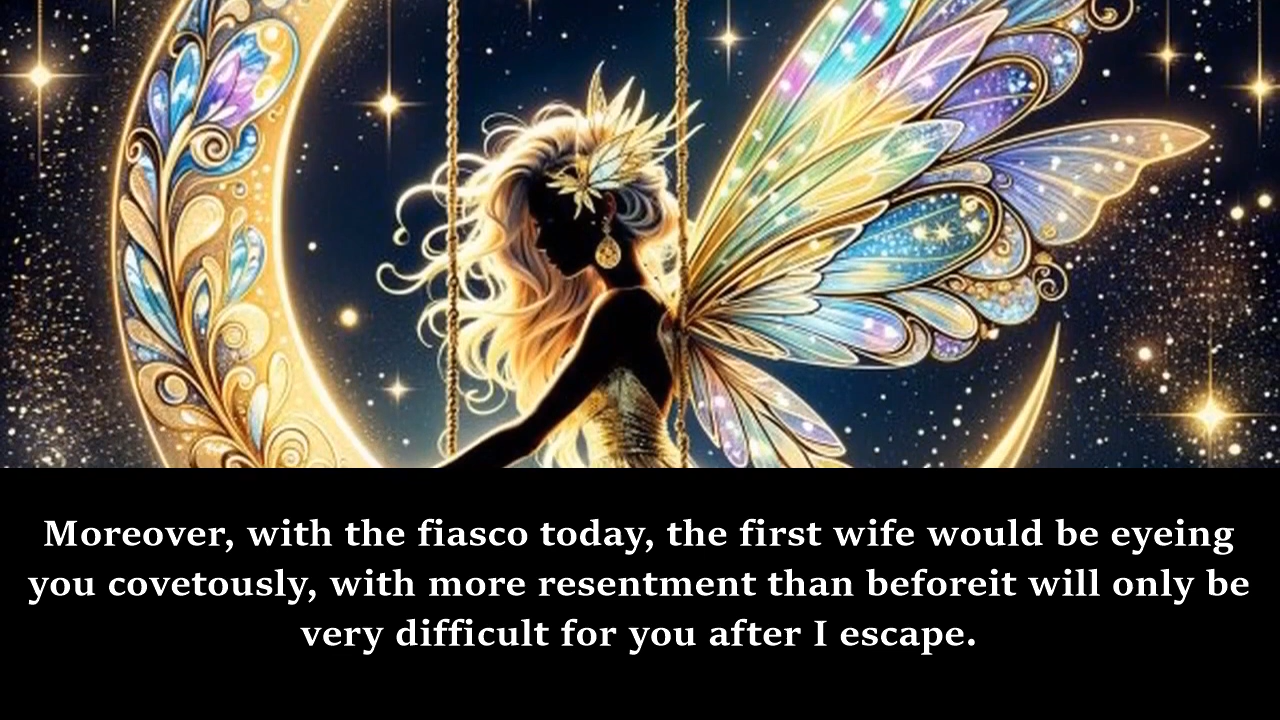 Moreover, with the fiasco today, the first wife would be eyeing
you covetously, with more resentment than beforeit will only be
very difficult for you after I escape.